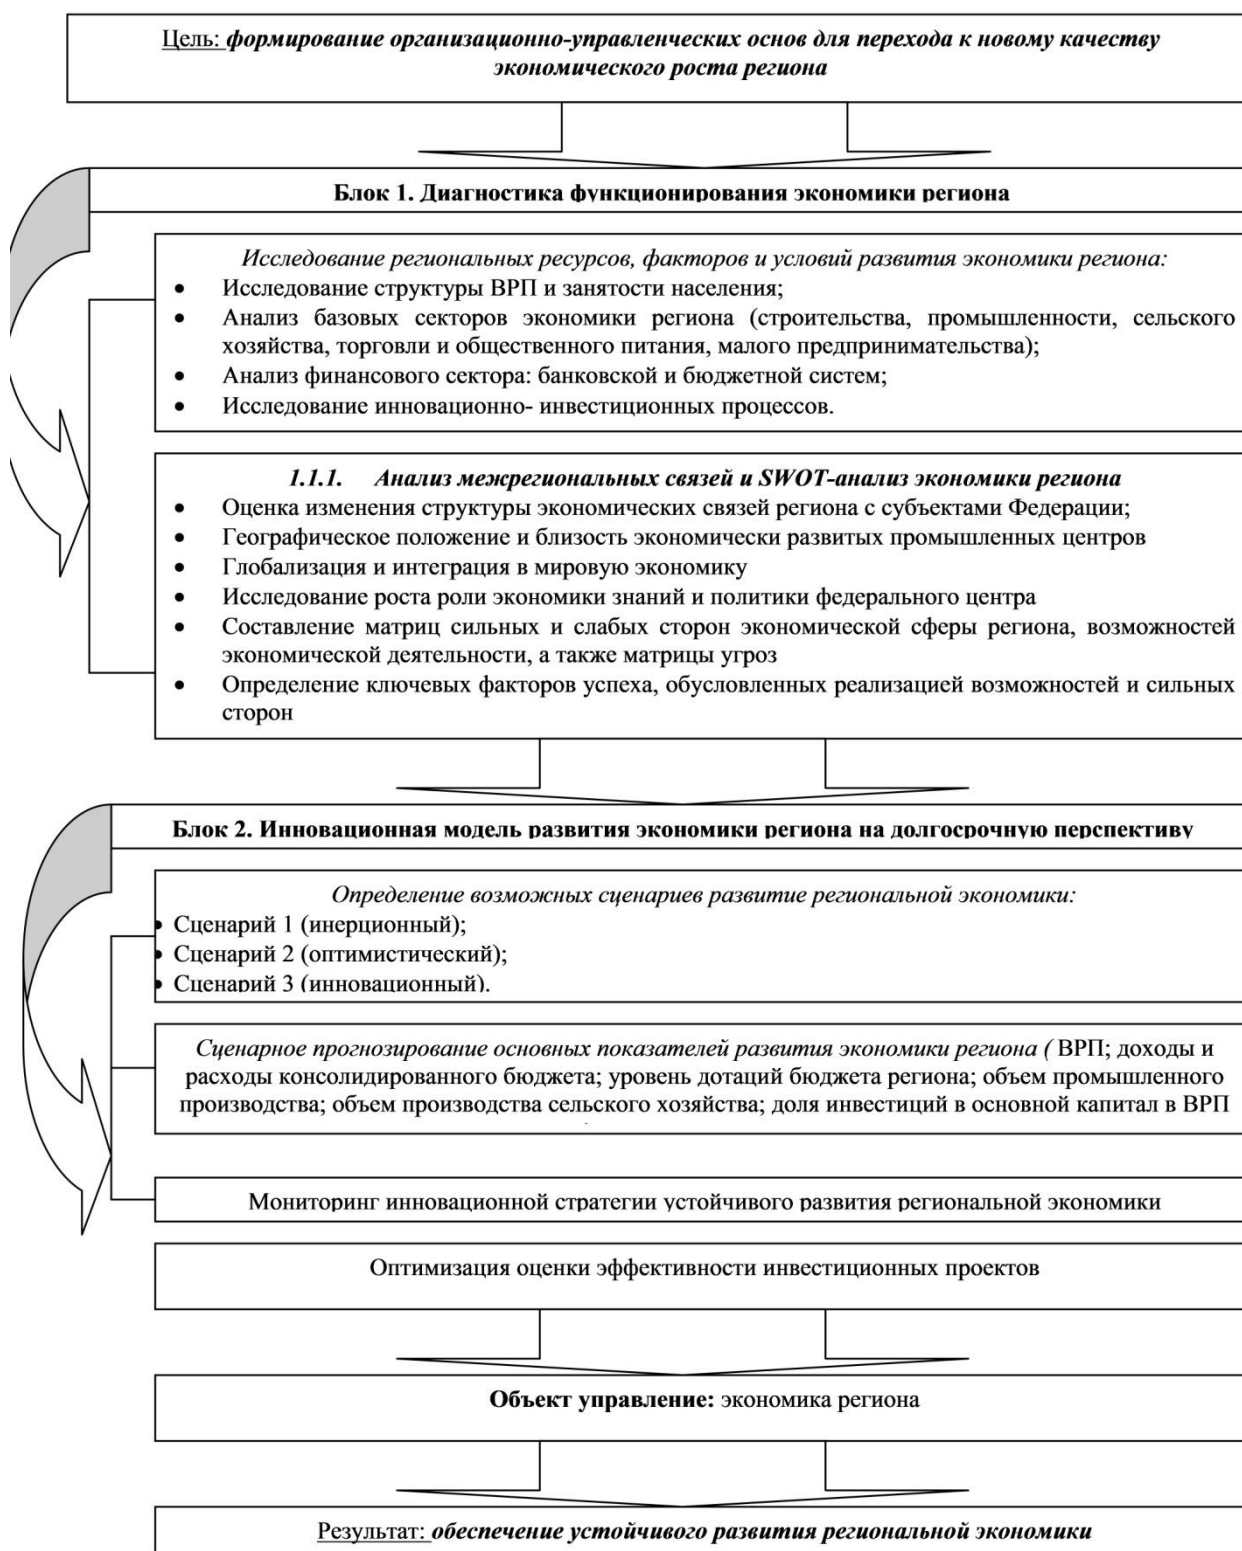 Цель: формирование организационно-управленческих основ для перехода к новому качеству
экономического роста региона
Блок 1. Диагностика функционирования экономики региона
Исследование региональных ресурсов, факторов и условий развития экономики региона:
• Исследование структуры ВРП и занятости населения;
• Анализ базовых секторов экономики региона (строительства, промышленности, сельского
хозяйства, торговли и общественного питания, малого предпринимательства);
• Анализ финансового сектора: банковской и бюджетной систем;
• Исследование инновационно- инвестиционных процессов.
1.1.1. Анализ межрегиональных связей и SWOT-анализ экономики региона
• Оценка изменения структуры экономических связей региона с субъектами Федерации;
• Географическое положение и близость экономически развитых промышленных центров
• Глобализация и интеграция в мировую экономику
• Исследование роста роли экономики знаний и политики федерального центра
• Составление матриц сильных и слабых сторон экономической сферы региона, возможностей
экономической деятельности, а также матрицы угроз
• Определение ключевых факторов успеха, обусловленных реализацией возможностей и сильных
сторон
Блок 2. Инновационная модель развития экономики региона на долгосрочную перспективу
Определение возможных сценариев развитие региональной экономики:
• Сценарий 1 (инерционный);
• Сценарий 2 (оптимистический);
• Сценарий 3 (инновационный).
Сценарное прогнозирование основных показателей развития экономики региона ( ВРП; доходы и
расходы консолидированного бюджета; уровень дотаций бюджета региона; объем промышленного
производства; объем производства сельского хозяйства; доля инвестиций в основной капитал в ВРП
Мониторинг инновационной стратегии устойчивого развития региональной экономики
Оптимизация оценки эффективности инвестиционных проектов
Объект управление: экономика региона
Результат: обеспечение устойчивого развития региональной экономики